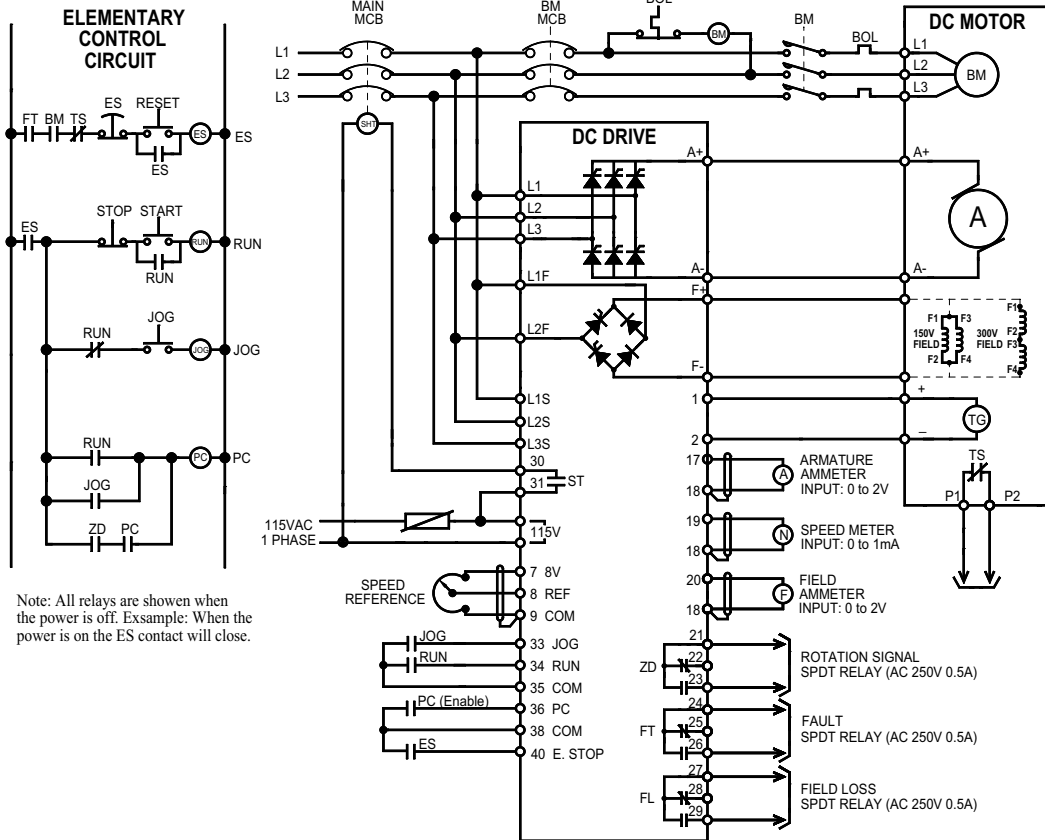 ELEMENTARY
CONTROL
CIRCUIT
FT BM TS
ES
RESET
ES
ES
ES
ES
STOP START
RUN
RUN
RUN
RUN
JOG
JOG
JOG
RUN
PC
PC
JOG
ZD PC
Note: All relays are showen when
the power is off. Exsample: When the
power is on the ES contact will close.
MAIN
MCB
BM
MCB
BOL
BM
BM
BOL
L1
L2
L3
SHT
DC MOTOR
L1
L2
L3
BM
DC DRIVE
L1
L2
L3
L1F
L2F
L1S
L2S
L3S
30
31
ST
115VAC
1 PHASE
115V
SPEED
REFERENCE
7 8V
8 REF
9 COM
JOG
33 JOG
RUN
34 RUN
35 COM
PC (Enable)
36 PC
38 COM
ES
40 E. STOP
A+
A-
F+
F-
1
2
17
18
19
18
20
18
21
ZD
22
23
24
FT
25
26
27
FL
28
29
A+
A
A-
F1 F3
150V
FIELD
F2 F4
300V
FIELD
F1
F2
F3
F4
+
TG
–
TS
P1
P2
A
ARMATURE
AMMETER
INPUT: 0 to 2V
N
SPEED METER
INPUT: 0 to 1mA
F
FIELD
AMMETER
INPUT: 0 to 2V
ROTATION SIGNAL
SPDT RELAY (AC 250V 0.5A)
FAULT
SPDT RELAY (AC 250V 0.5A)
FIELD LOSS
SPDT RELAY (AC 250V 0.5A)